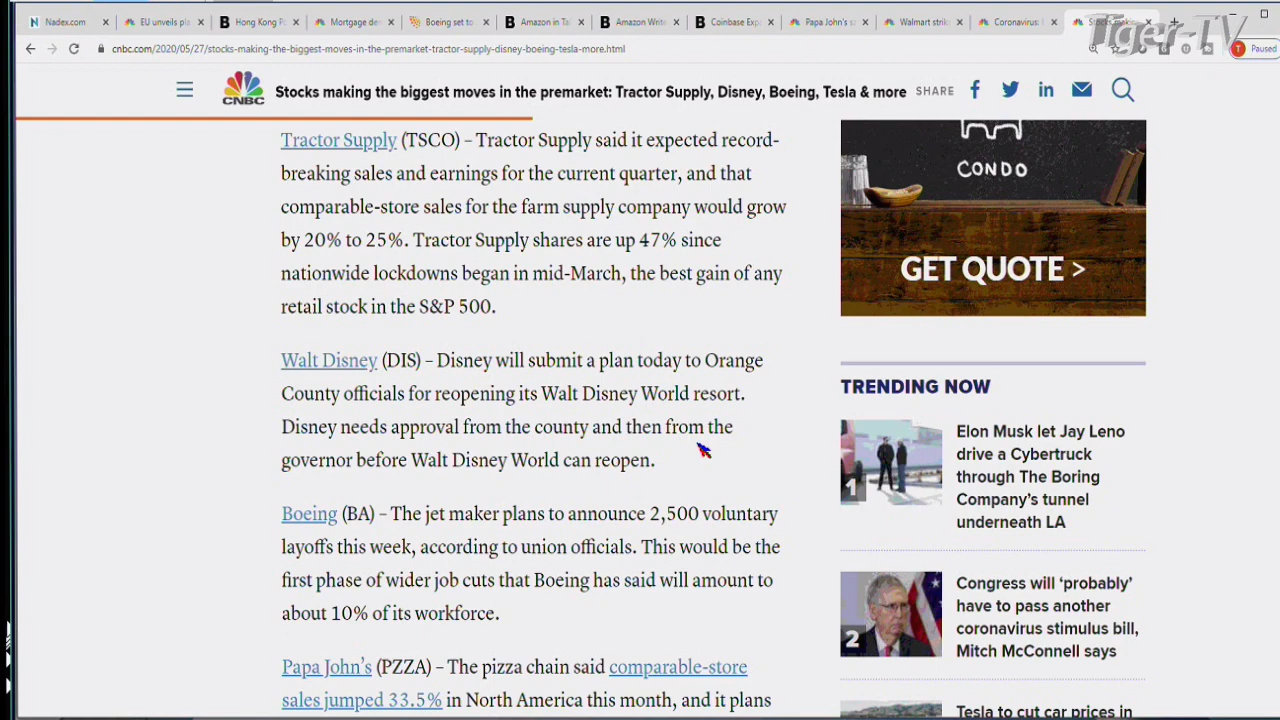 Nadex.com
EU unveils pla
Hong Kong Po
Mortgage der
Boeing set to
Amazon in Tal
Amazon Write
Coinbase Exp
Papa John's s
Walmart strik
Coronavirus:
Stocks mak
Tiger-TV
cnbc.com/2020/05/27/stocks-making-the-biggest-moves-in-the-premarket-tractor-supply-disney-boeing-tesla-more.html
T
Paused
CNBC
Stocks making the biggest moves in the premarket: Tractor Supply, Disney, Boeing, Tesla & more
SHARE
Tractor Supply (TSCO) – Tractor Supply said it expected record-
breaking sales and earnings for the current quarter, and that
comparable-store sales for the farm supply company would grow
by 20% to 25%. Tractor Supply shares are up 47% since
nationwide lockdowns began in mid-March, the best gain of any
retail stock in the S&P 500.
Walt Disney (DIS) – Disney will submit a plan today to Orange
County officials for reopening its Walt Disney World resort.
Disney needs approval from the county and then from the
governor before Walt Disney World can reopen.
Boeing (BA) – The jet maker plans to announce 2,500 voluntary
layoffs this week, according to union officials. This would be the
first phase of wider job cuts that Boeing has said will amount to
about 10% of its workforce.
Papa John's (PZZA) – The pizza chain said comparable-store
sales jumped 33.5% in North America this month, and it plans
CONDO
GET QUOTE >
TRENDING NOW
1
Elon Musk let Jay Leno
drive a Cybertruck
through The Boring
Company's tunnel
underneath LA
2
Congress will 'probably'
have to pass another
coronavirus stimulus bill,
Mitch McConnell says
Tesla to cut car prices in